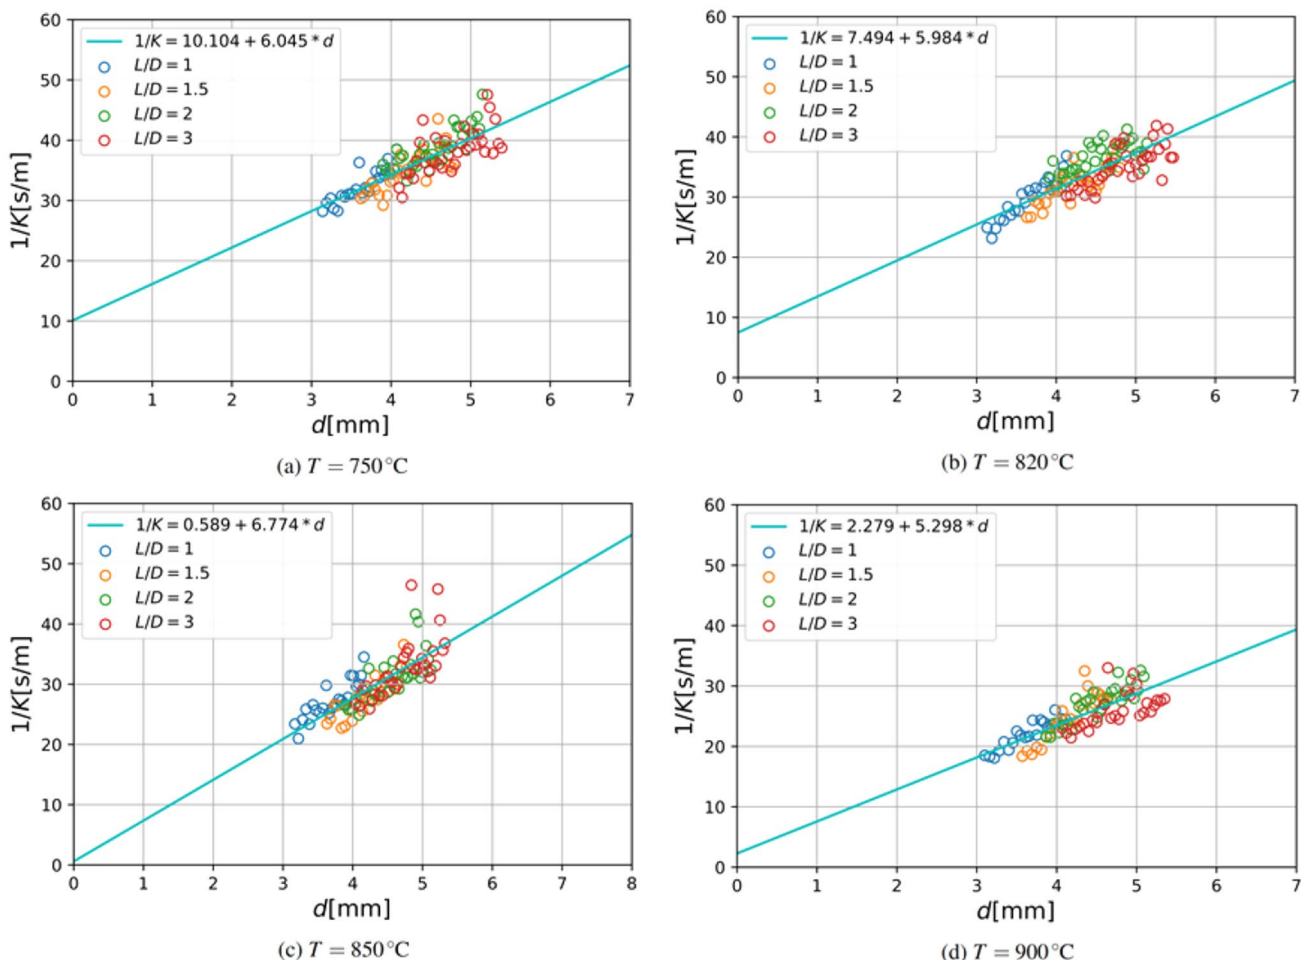 1/K = 10.104 + 6.045 * d
L/D = 1
L/D = 1.5
L/D = 2
L/D = 3
60
50
40
30
20
10
0
1/K[s/m]
0 1 2 3 4 5 6 7
d[mm]
(a) T = 750°C
1/K = 7.494 + 5.984 * d
L/D = 1
L/D = 1.5
L/D = 2
L/D = 3
60
50
40
30
20
10
0
1/K[s/m]
0 1 2 3 4 5 6 7
d[mm]
(b) T = 820°C
1/K = 0.589 + 6.774 * d
L/D = 1
L/D = 1.5
L/D = 2
L/D = 3
60
50
40
30
20
10
0
1/K[s/m]
0 1 2 3 4 5 6 7 8
d[mm]
(c) T = 850°C
1/K = 2.279 + 5.298 * d
L/D = 1
L/D = 1.5
L/D = 2
L/D = 3
60
50
40
30
20
10
0
1/K[s/m]
0 1 2 3 4 5 6 7
d[mm]
(d) T = 900°C